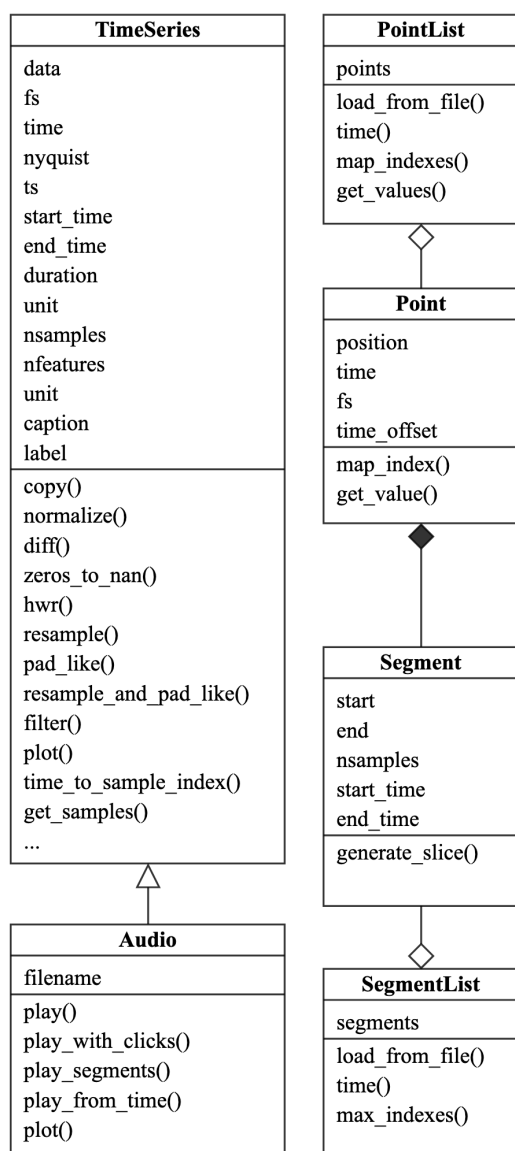 TimeSeries
data
fs
time
nyquist
ts
start_time
end_time
duration
unit
nsamples
nfeatures
unit
caption
label
copy()
normalize()
diff()
zeros_to_nan()
hwr()
resample()
pad_like()
resample_and_pad_like()
filter()
plot()
time_to_sample_index()
get_samples()
...
Audio
filename
play()
play_with_clicks()
play_segments()
play_from_time()
plot()
PointList
points
load_from_file()
time()
map_indexes()
get_values()
Point
position
time
fs
time_offset
map_index()
get_value()
Segment
start
end
nsamples
start_time
end_time
generate_slice()
SegmentList
segments
load_from_file()
time()
max_indexes()